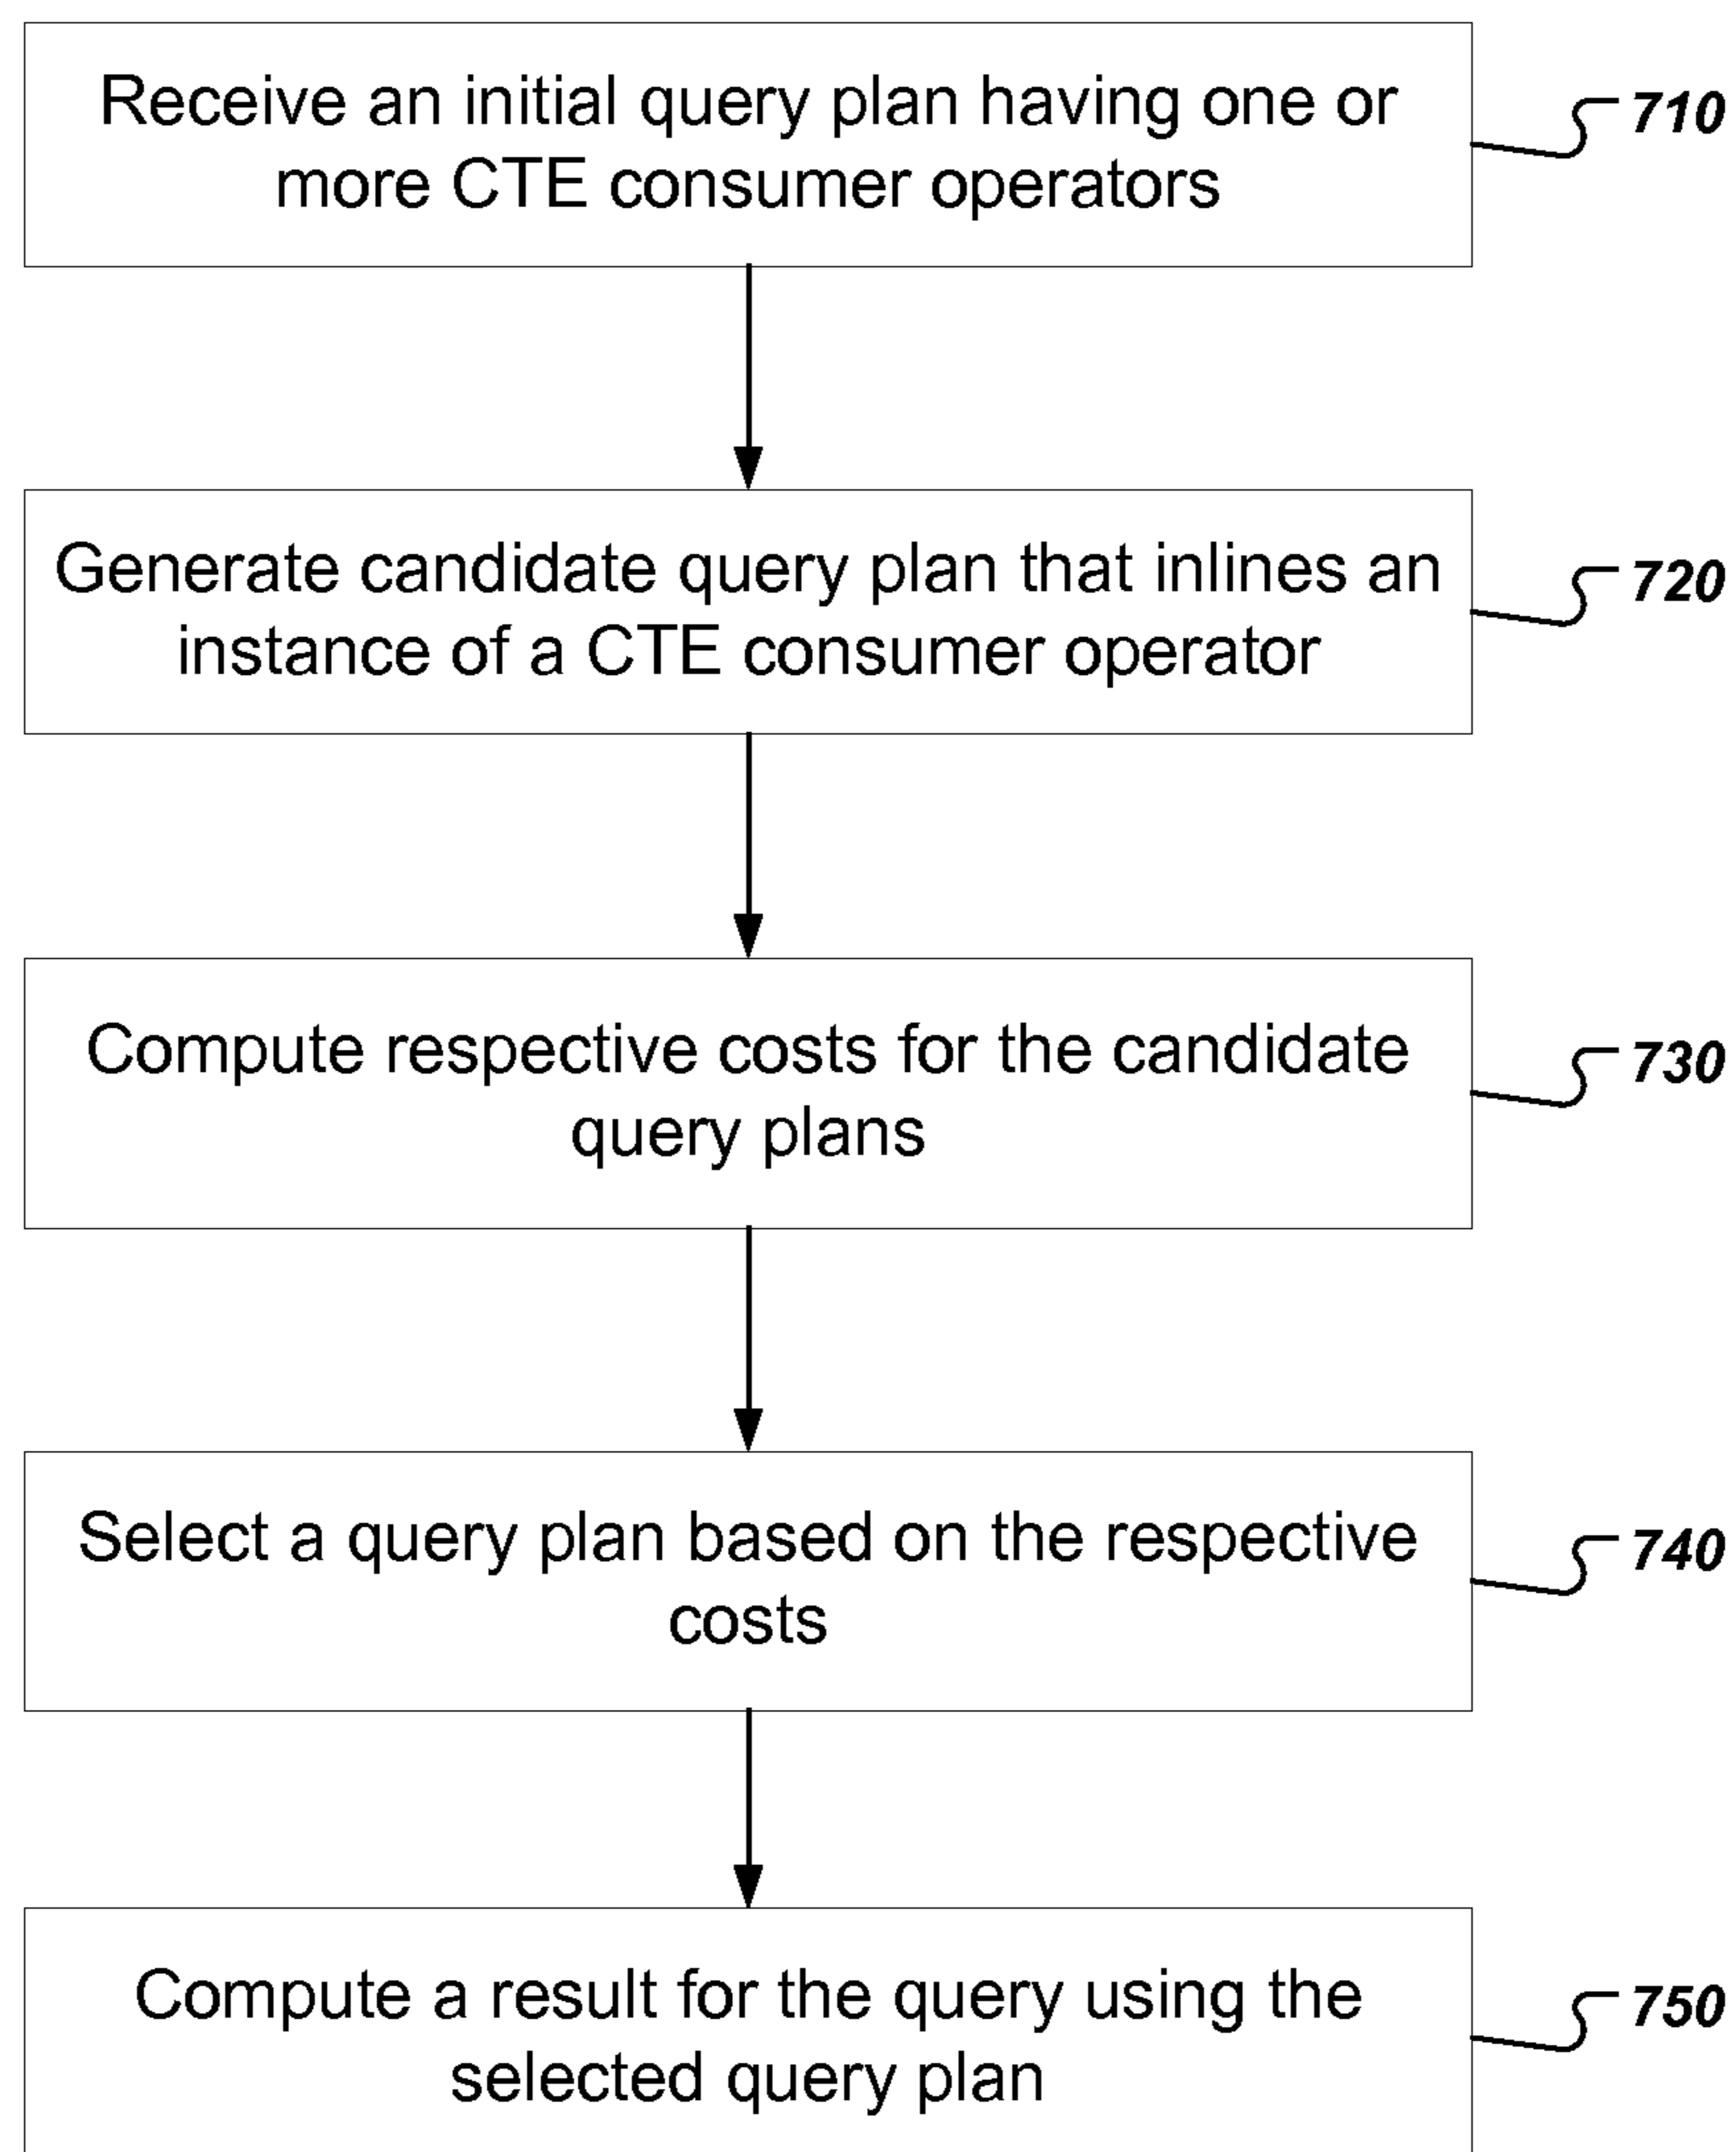 Receive an initial query plan having one or
more CTE consumer operators
710
Generate candidate query plan that inlines an
instance of a CTE consumer operator
720
Compute respective costs for the candidate
query plans
730
Select a query plan based on the respective
costs
740
Compute a result for the query using the
selected query plan
750